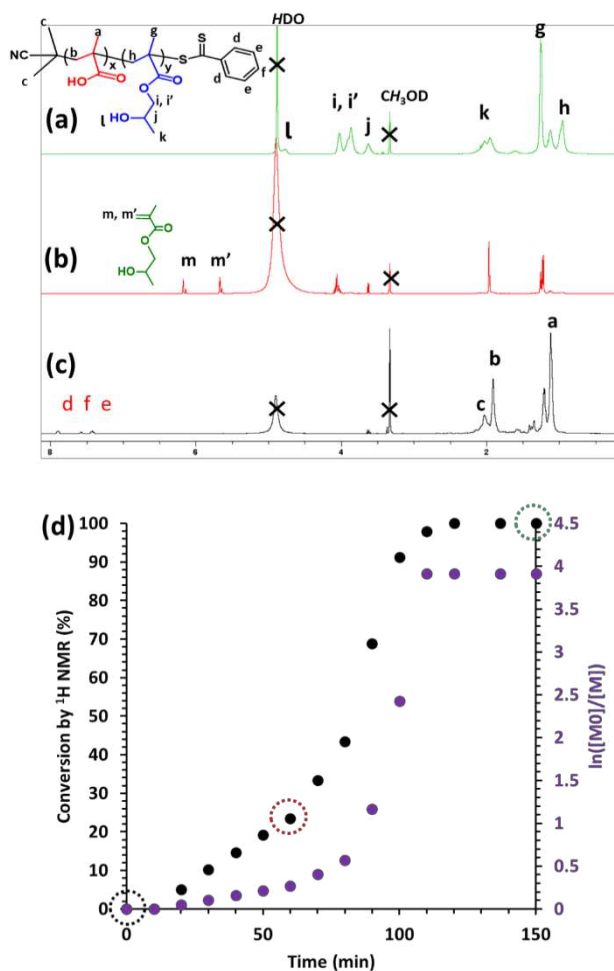 HDO
g
c
a
g
S
d
e
NC
b
x
h
y
S
f
c
O
O
d
e
HO
O
i, i'
j
l
HO
k
(a)
l
i, i'
j
CH3OD
k
h
m, m'
O
O
HO
m
m'
(b)
(c)
d f e
c
b
a
8 6 4 2
(d)
Conversion by ¹H NMR (%)
100
90
80
70
60
50
40
30
20
10
0
4.5
4
3.5
3
2.5
2
1.5
1
0.5
0
ln([M0]/[M])
0 50 100 150
Time (min)